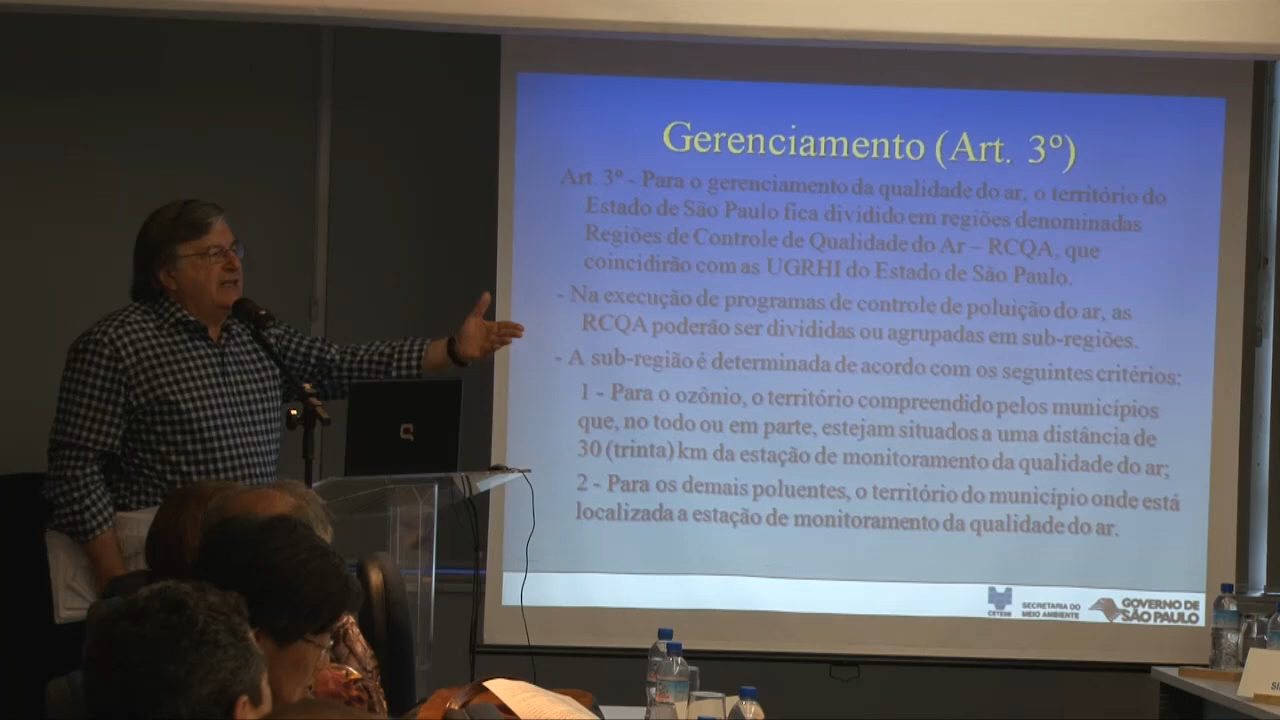 Gerenciamento (Art. 3º)
Art. 3º - Para o gerenciamento da qualidade do ar, o território do
Estado de São Paulo fica dividido em regiões denominadas
Regiões de Controle de Qualidade do Ar – RCQA, que
coincidirão com as UGRHI do Estado de São Paulo.
- Na execução de programas de controle de poluição do ar, as
RCQA poderão ser divididas ou agrupadas em sub-regiões.
- A sub-região é determinada de acordo com os seguintes critérios:
1 - Para o ozônio, o território compreendido pelos municípios
que, no todo ou em parte, estejam situados a uma distância de
30 (trinta) km da estação de monitoramento da qualidade do ar;
2 - Para os demais poluentes, o território do município onde está
localizada a estação de monitoramento da qualidade do ar.
CETESB
SECRETARIA DO
MEIO AMBIENTE
GOVERNO DE
SÃO PAULO